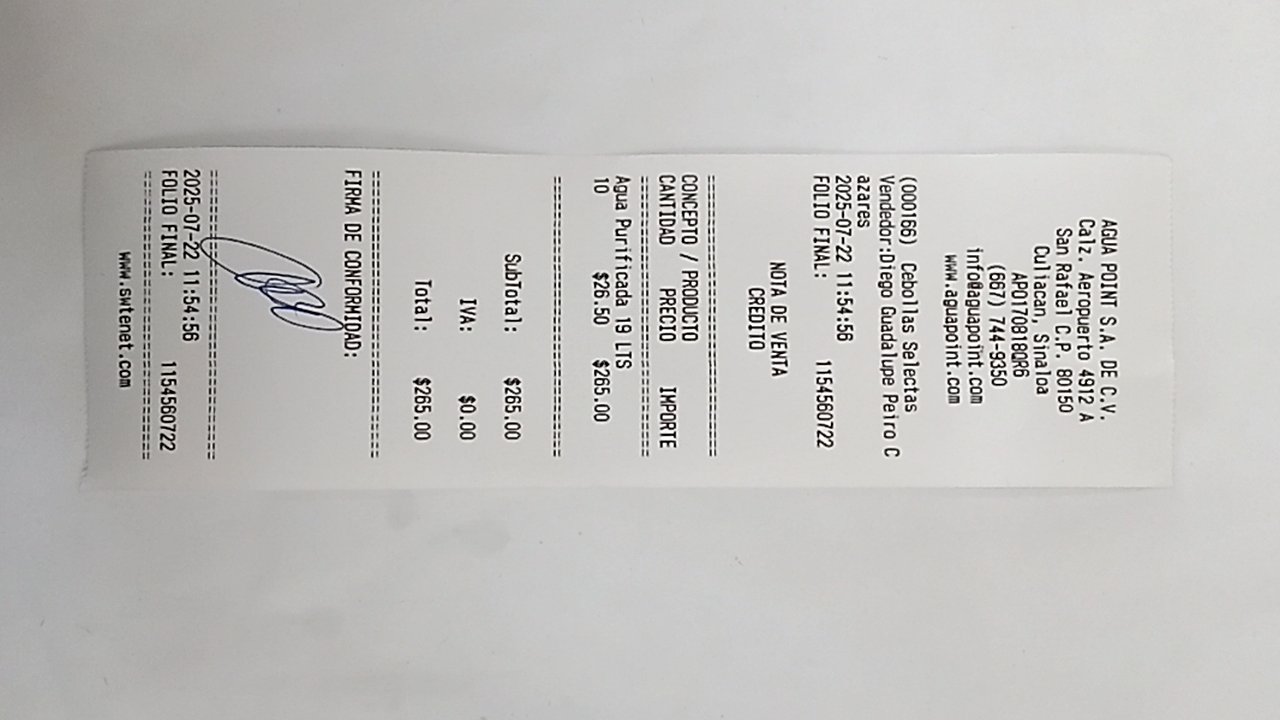 AGUA POINT S.A. DE C.V.
Calz. Aeropuerto 4912 A
San Rafael C.P. 80150
Culiacan, Sinaloa
APO170818QR6
(667) 744-9350
info@aguapoint.com
www.aguapoint.com
(000166) Cebollas Selectas
Vendedor:Diego Guadalupe Peiro C
azares
2025-07-22 11:54:56
FOLIO FINAL: 1154560722
NOTA DE VENTA
CREDITO
================================
CONCEPTO / PRODUCTO
CANTIDAD PRECIO IMPORTE
================================
Agua Purificada 19 LTS
10 $26.50 $265.00
================================
SubTotal: $265.00
IVA: $0.00
Total: $265.00
================================
FIRMA DE CONFORMIDAD:
================================
2025-07-22 11:54:56
FOLIO FINAL: 1154560722
================================
www.swtenet.com